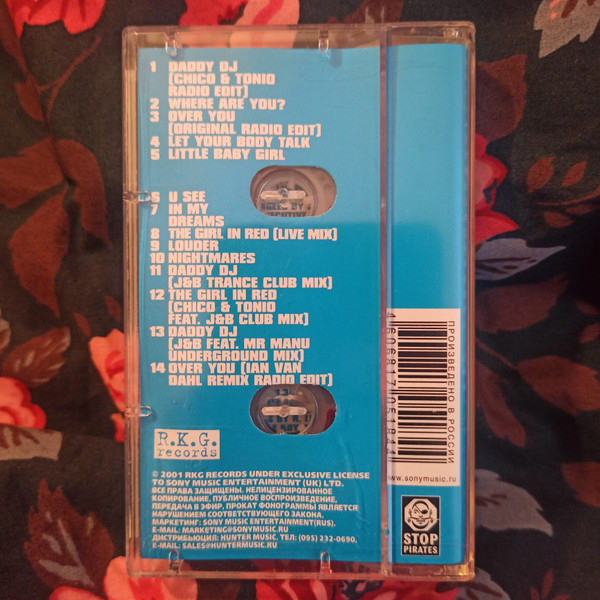 1 DADDY DJ
(CHICO & TONIO
RADIO EDIT)
2 WHERE ARE YOU?
3 OVER YOU
(ORIGINAL RADIO EDIT)
4 LET YOUR BODY TALK
5 LITTLE BABY GIRL
6 U SEE
7 IN MY
DREAMS
8 THE GIRL IN RED (LIVE MIX)
9 LOUDER
10 NIGHTMARES
11 DADDY DJ
(J&B TRANCE CLUB MIX)
12 THE GIRL IN RED
(CHICO & TONIO
FEAT. J&B CLUB MIX)
13 DADDY DJ
(J&B FEAT. MR MANU
UNDERGROUND MIX)
14 OVER YOU (IAN VAN
DAHL REMIX RADIO EDIT)
R.K.G.
records
© 2001 RKG RECORDS UNDER EXCLUSIVE LICENSE
TO SONY MUSIC ENTERTAINMENT (UK) LTD.
ВСЕ ПРАВА ЗАЩИЩЕНЫ. НЕЛИЦЕНЗИРОВАННОЕ
КОПИРОВАНИЕ, ПУБЛИЧНОЕ ВОСПРОИЗВЕДЕНИЕ,
ПЕРЕДАЧА В ЭФИР, ПРОКАТ ФОНОГРАММЫ ЯВЛЯЕТСЯ
НАРУШЕНИЕМ СООТВЕТСТВУЮЩЕГО ЗАКОНА.
МАРКЕТИНГ: SONY MUSIC ENTERTAINMENT(RUS).
E-MAIL: MARKETING@SONYMUSIC.RU
ДИСТРИБЬЮЦИЯ: HUNTER MUSIC. ТЕЛ: (095) 232-0690,
E-MAIL: SALES@HUNTERMUSIC.RU
ПРОИЗВЕДЕНО В РОССИИ
4606817051844
www.sonymusic.ru
STOP
PIRATES